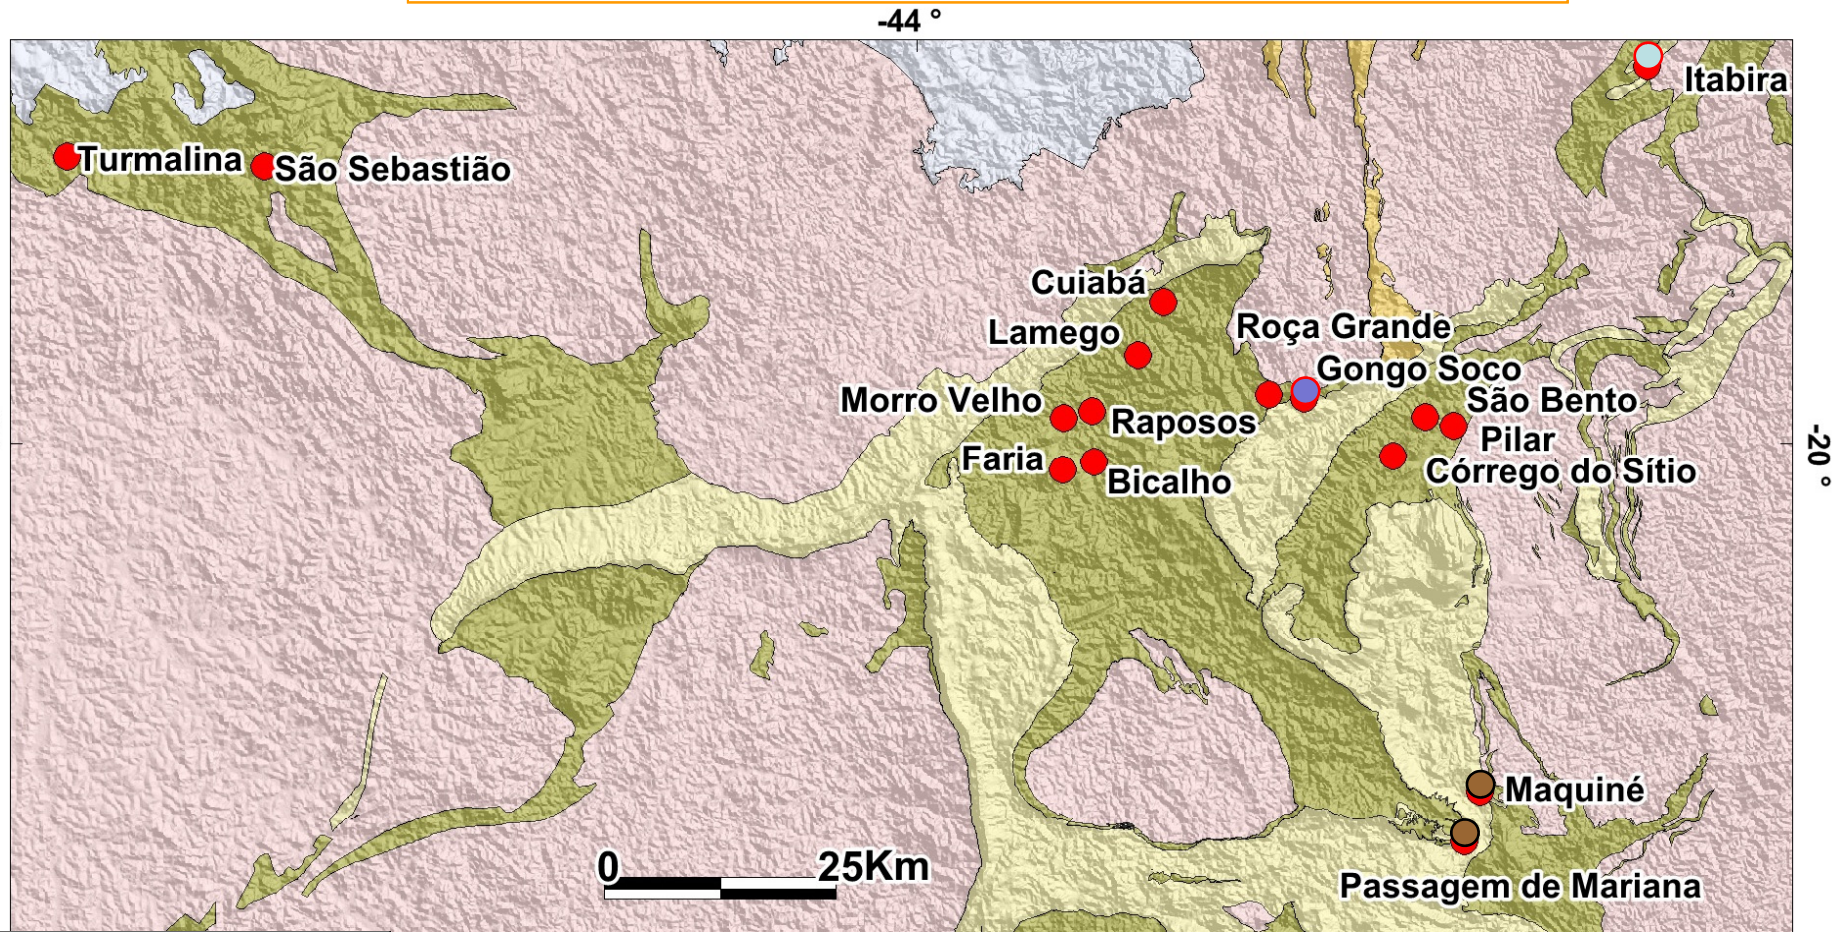 -44 °
Itabira
Turmalina
São Sebastião
Cuiabá
Lamego
Roça Grande
Gongo Soco
Morro Velho
São Bento
Raposos
Pilar
-20 °
Faria
Córrego do Sítio
Bicalho
Maquiné
0
25Km
Passagem de Mariana